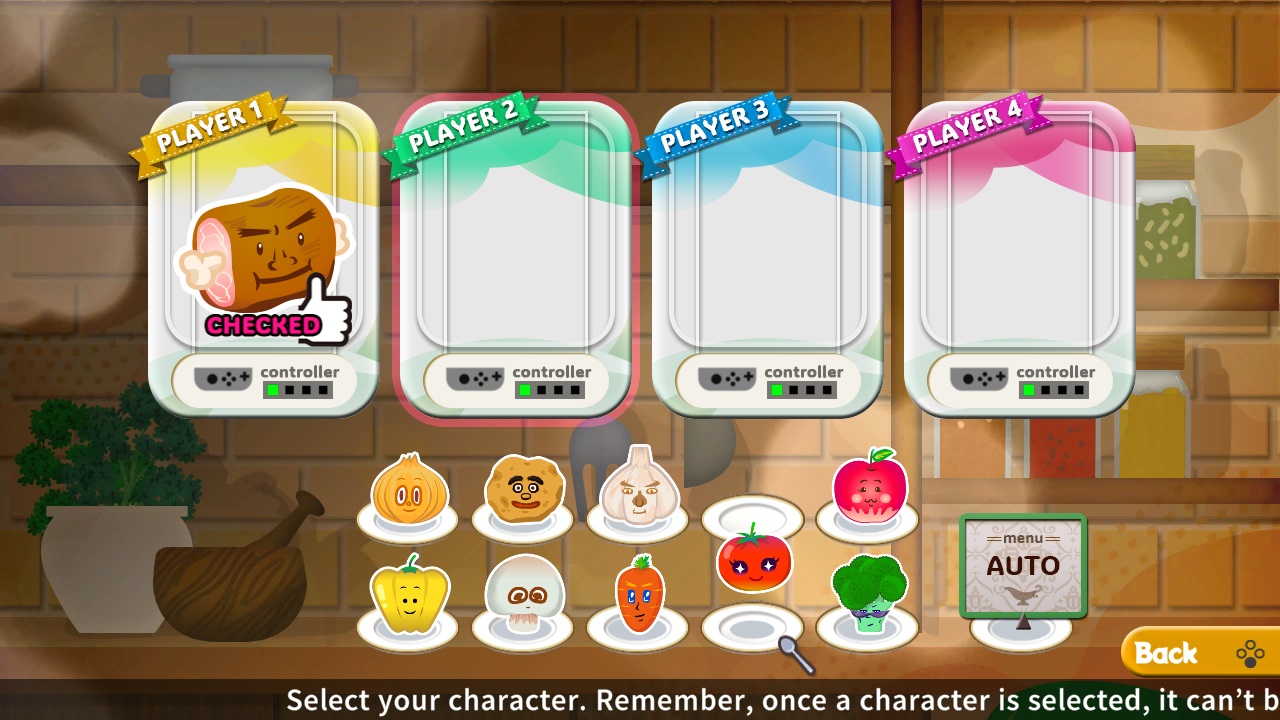 PLAYER 1
PLAYER 2
PLAYER 3
PLAYER 4
CHECKED
controller
controller
controller
controller
menu
AUTO
Back
Select your character. Remember, once a character is selected, it can't b